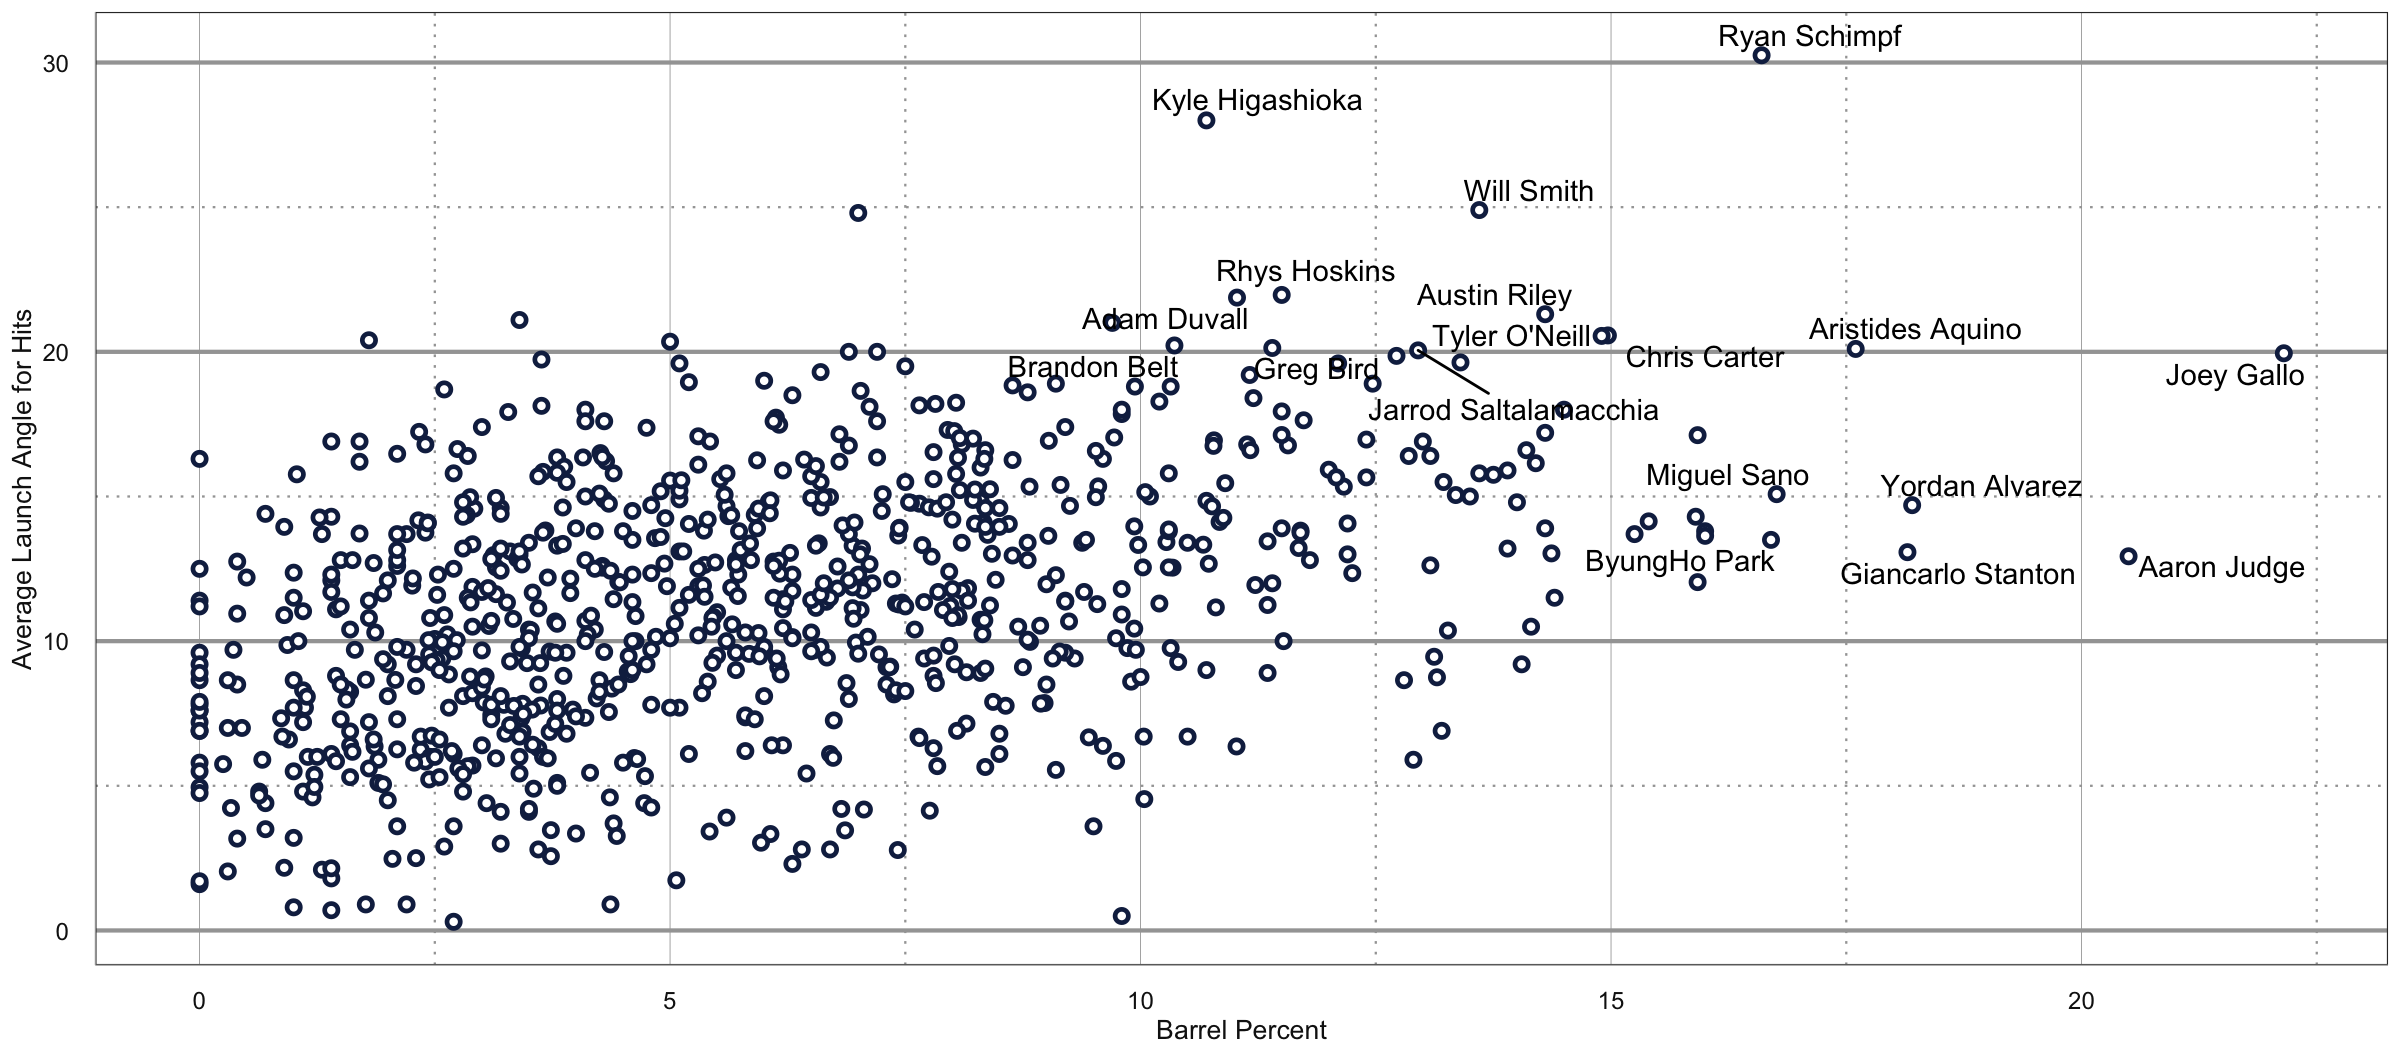 Ryan Schimpf
30
Kyle Higashioka
Will Smith
Rhys Hoskins
Austin Riley
Adam Duvall
Tyler O'Neill
Aristides Aquino
20
Chris Carter
Brandon Belt
Greg Bird
Joey Gallo
Jarrod Saltalamacchia
Miguel Sano
Yordan Alvarez
ByungHo Park
Giancarlo Stanton
Aaron Judge
10
0
Average Launch Angle for Hits
0 5 10 15 20
Barrel Percent